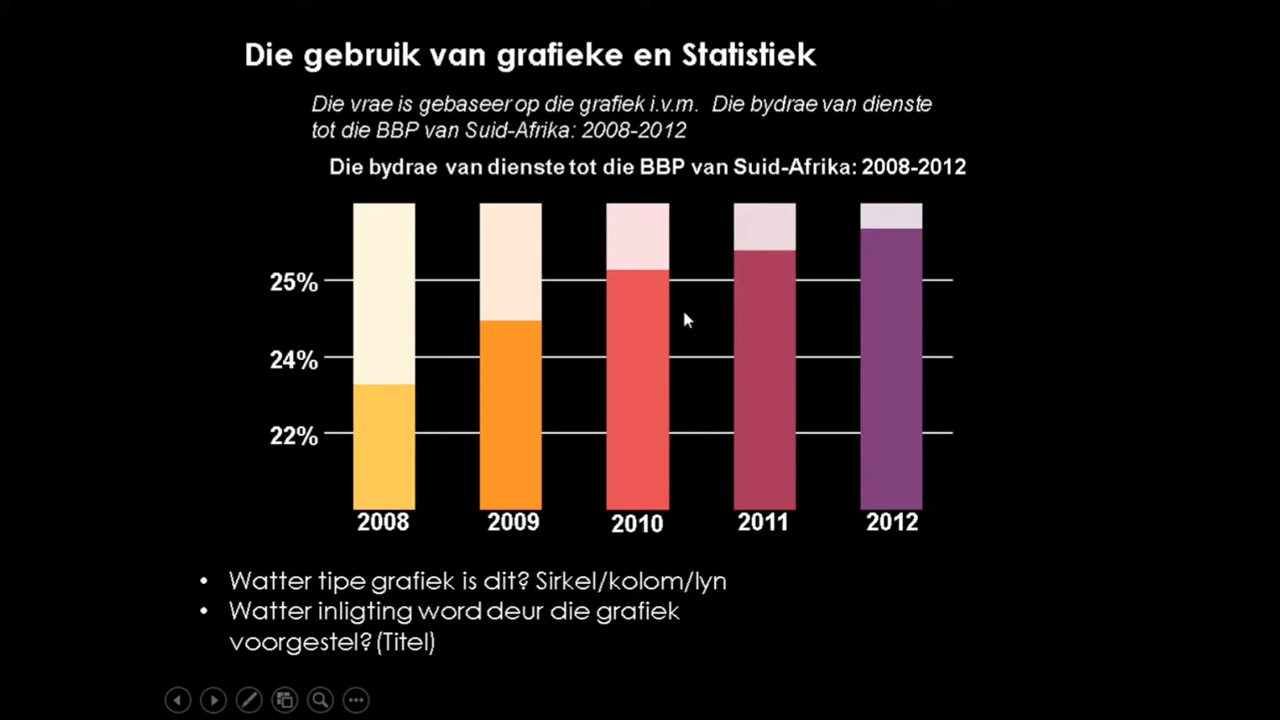 Die gebruik van grafieke en Statistiek
Die vrae is gebaseer op die grafiek i.v.m. Die bydrae van dienste
tot die BBP van Suid-Afrika: 2008-2012
Die bydrae van dienste tot die BBP van Suid-Afrika: 2008-2012
25%
24%
22%
2008 2009 2010 2011 2012
• Watter tipe grafiek is dit? Sirkel/kolom/lyn
• Watter inligting word deur die grafiek
voorgestel? (Titel)